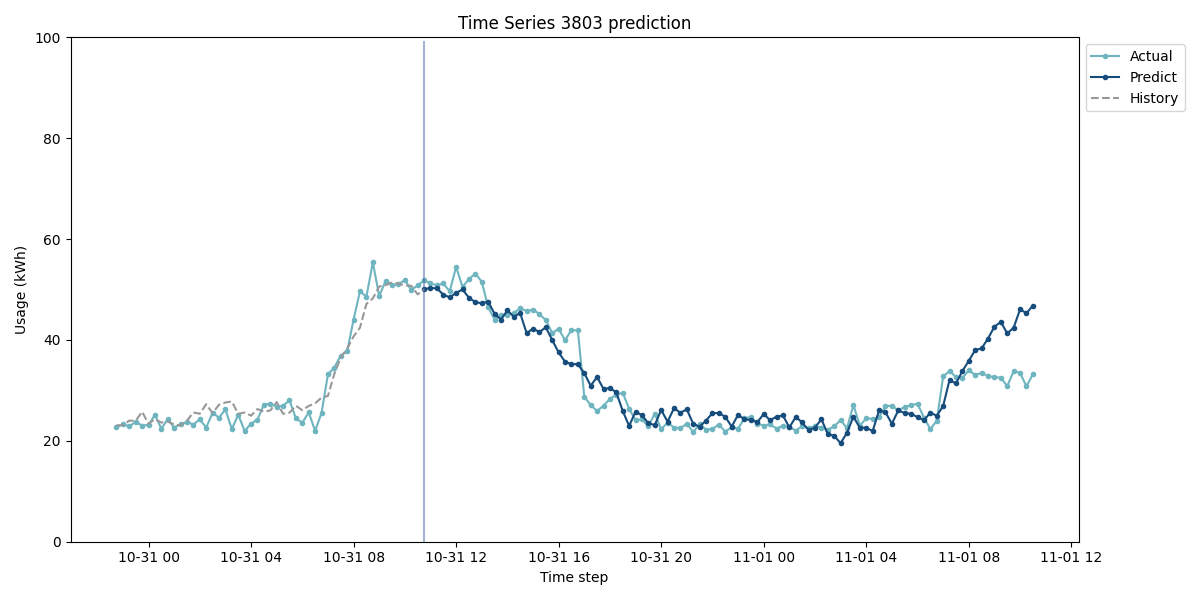 Time Series 3803 prediction
100
80
60
40
20
0
Usage (kWh)
10-31 00 10-31 04 10-31 08 10-31 12 10-31 16 10-31 20 11-01 00 11-01 04 11-01 08 11-01 12
Time step
Actual
Predict
History